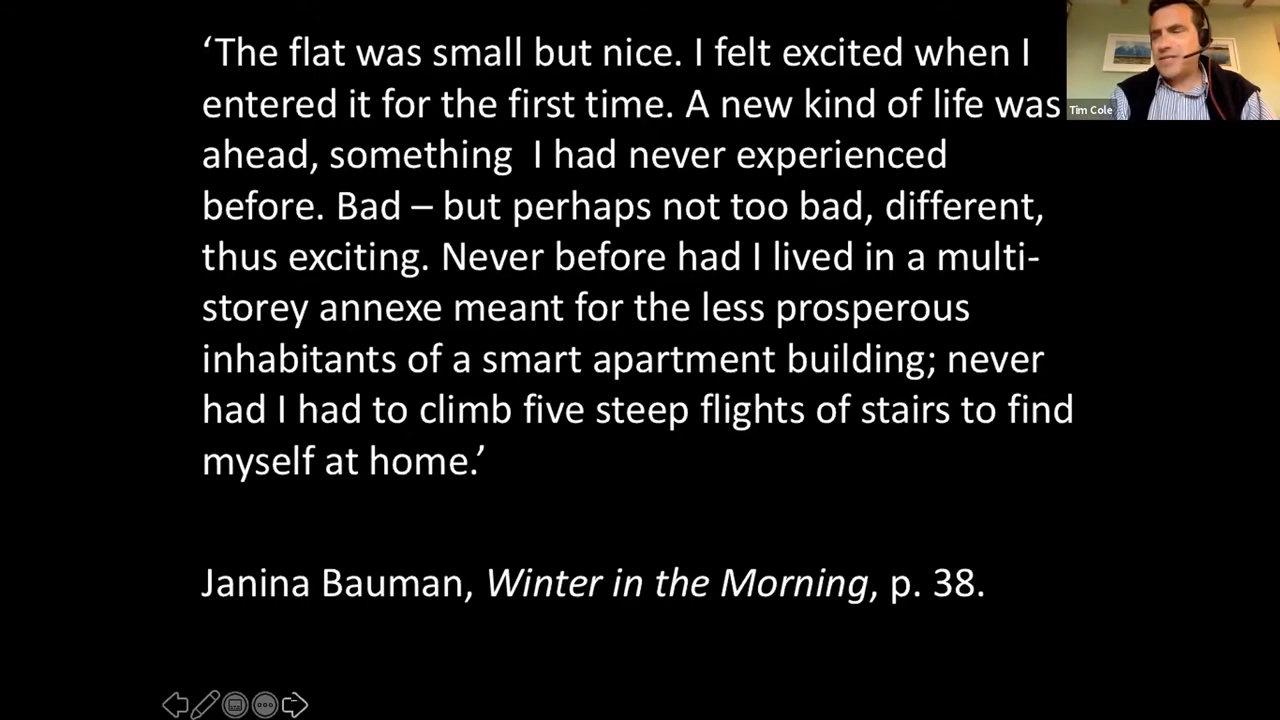 ‘The flat was small but nice. I felt excited when I
entered it for the first time. A new kind of life was
ahead, something  I had never experienced
before. Bad – but perhaps not too bad, different,
thus exciting. Never before had I lived in a multi-
storey annexe meant for the less prosperous
inhabitants of a smart apartment building; never
had I had to climb five steep flights of stairs to find
myself at home.’
Janina Bauman, Winter in the Morning, p. 38.
Tim Cole